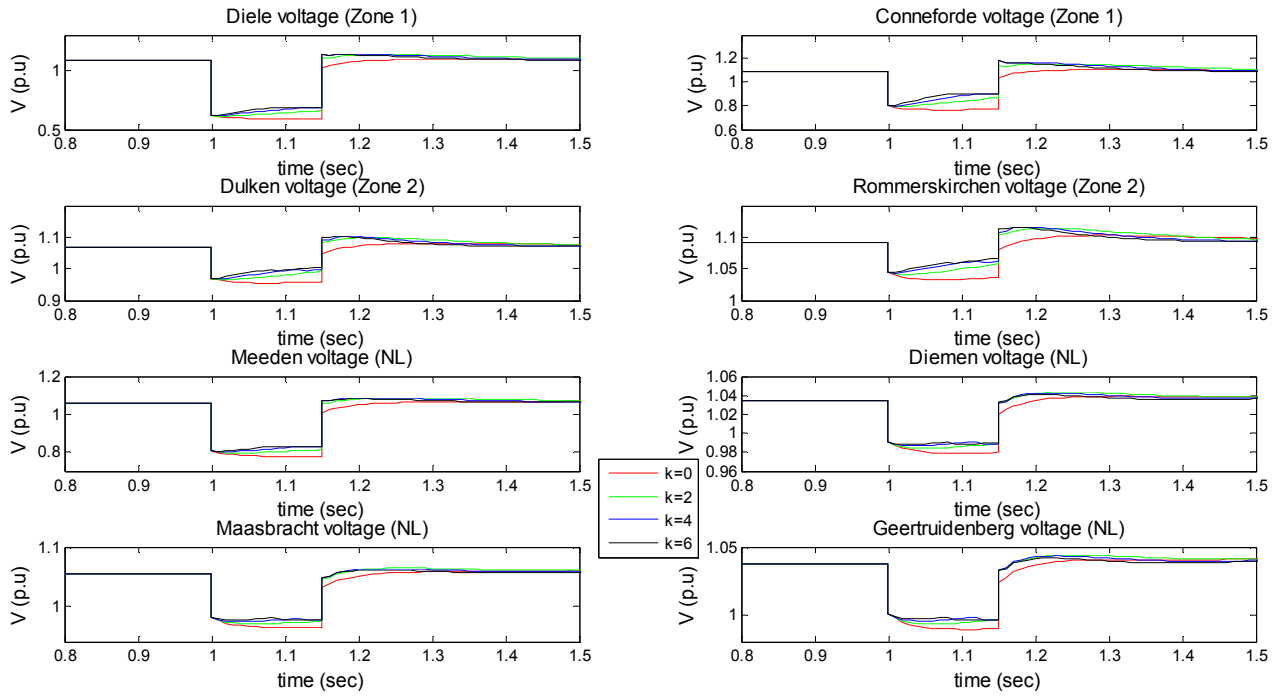 Diele voltage (Zone 1)
V (p.u)
1
0.5
0.8 0.9 1 1.1 1.2 1.3 1.4 1.5
time (sec)
Conneforde voltage (Zone 1)
V (p.u)
1.2
1
0.8
0.6
0.8 0.9 1 1.1 1.2 1.3 1.4 1.5
time (sec)
Dulken voltage (Zone 2)
V (p.u)
1.1
1
0.9
0.8 0.9 1 1.1 1.2 1.3 1.4 1.5
time (sec)
Rommerskirchen voltage (Zone 2)
V (p.u)
1.1
1.05
1
0.8 0.9 1 1.1 1.2 1.3 1.4 1.5
time (sec)
Meeden voltage (NL)
V (p.u)
1.2
1
0.8
0.8 0.9 1 1.1 1.2 1.3 1.4 1.5
time (sec)
Diemen voltage (NL)
V (p.u)
1.06
1.04
1.02
1
0.98
0.96
0.8 0.9 1 1.1 1.2 1.3 1.4 1.5
time (sec)
k=0
k=2
k=4
k=6
Maasbracht voltage (NL)
V (p.u)
1.1
1
0.8 0.9 1 1.1 1.2 1.3 1.4 1.5
time (sec)
Geertruidenberg voltage (NL)
V (p.u)
1.05
1
0.8 0.9 1 1.1 1.2 1.3 1.4 1.5
time (sec)